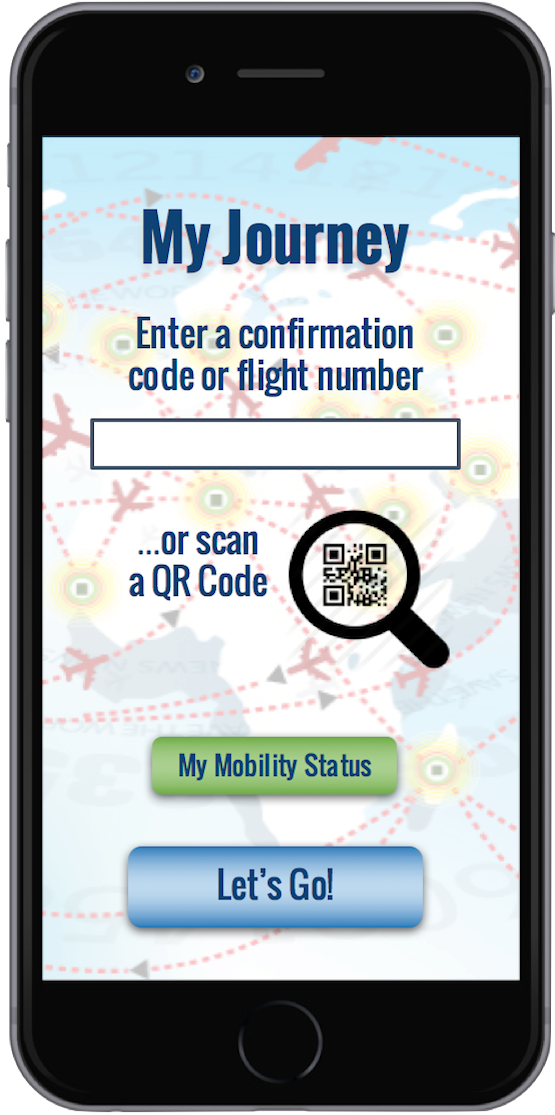 My Journey
Enter a confirmation
code or flight number
...or scan
a QR Code
My Mobility Status
Let's Go!